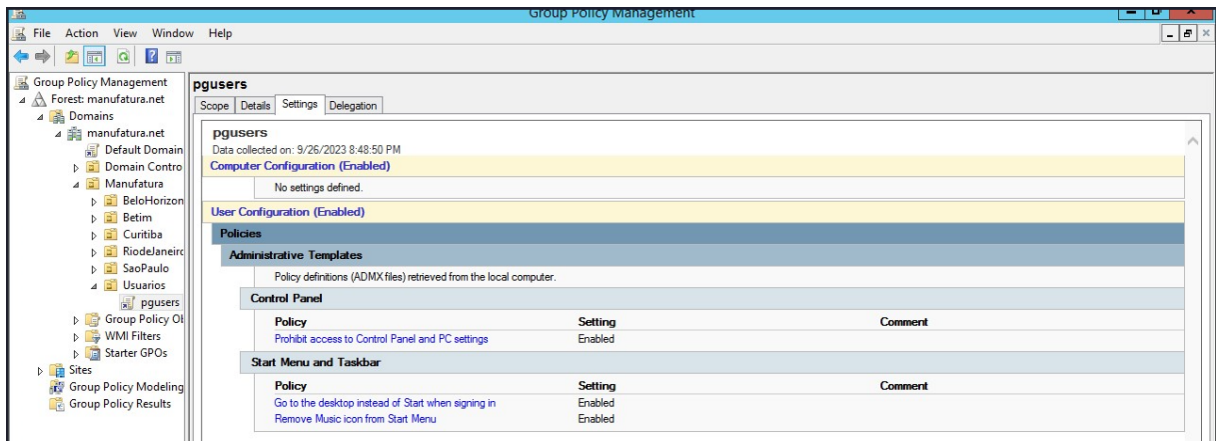 Group Policy Management
File Action View Window Help
Group Policy Management
Forest: manufatura.net
Domains
manufatura.net
Default Domain
Domain Contro
Manufatura
BeloHorizon
Betim
Curitiba
RiodeJaneiro
SaoPaulo
Usuarios
pgusers
Group Policy Ob
WMI Filters
Starter GPOs
Sites
Group Policy Modeling
Group Policy Results
pgusers
Scope Details Settings Delegation
pgusers
Data collected on: 9/26/2023 8:48:50 PM
Computer Configuration (Enabled)
No settings defined.
User Configuration (Enabled)
Policies
Administrative Templates
Policy definitions (ADMX files) retrieved from the local computer.
Control Panel
Policy Setting Comment
Prohibit access to Control Panel and PC settings Enabled
Start Menu and Taskbar
Policy Setting Comment
Go to the desktop instead of Start when signing in Enabled
Remove Music icon from Start Menu Enabled